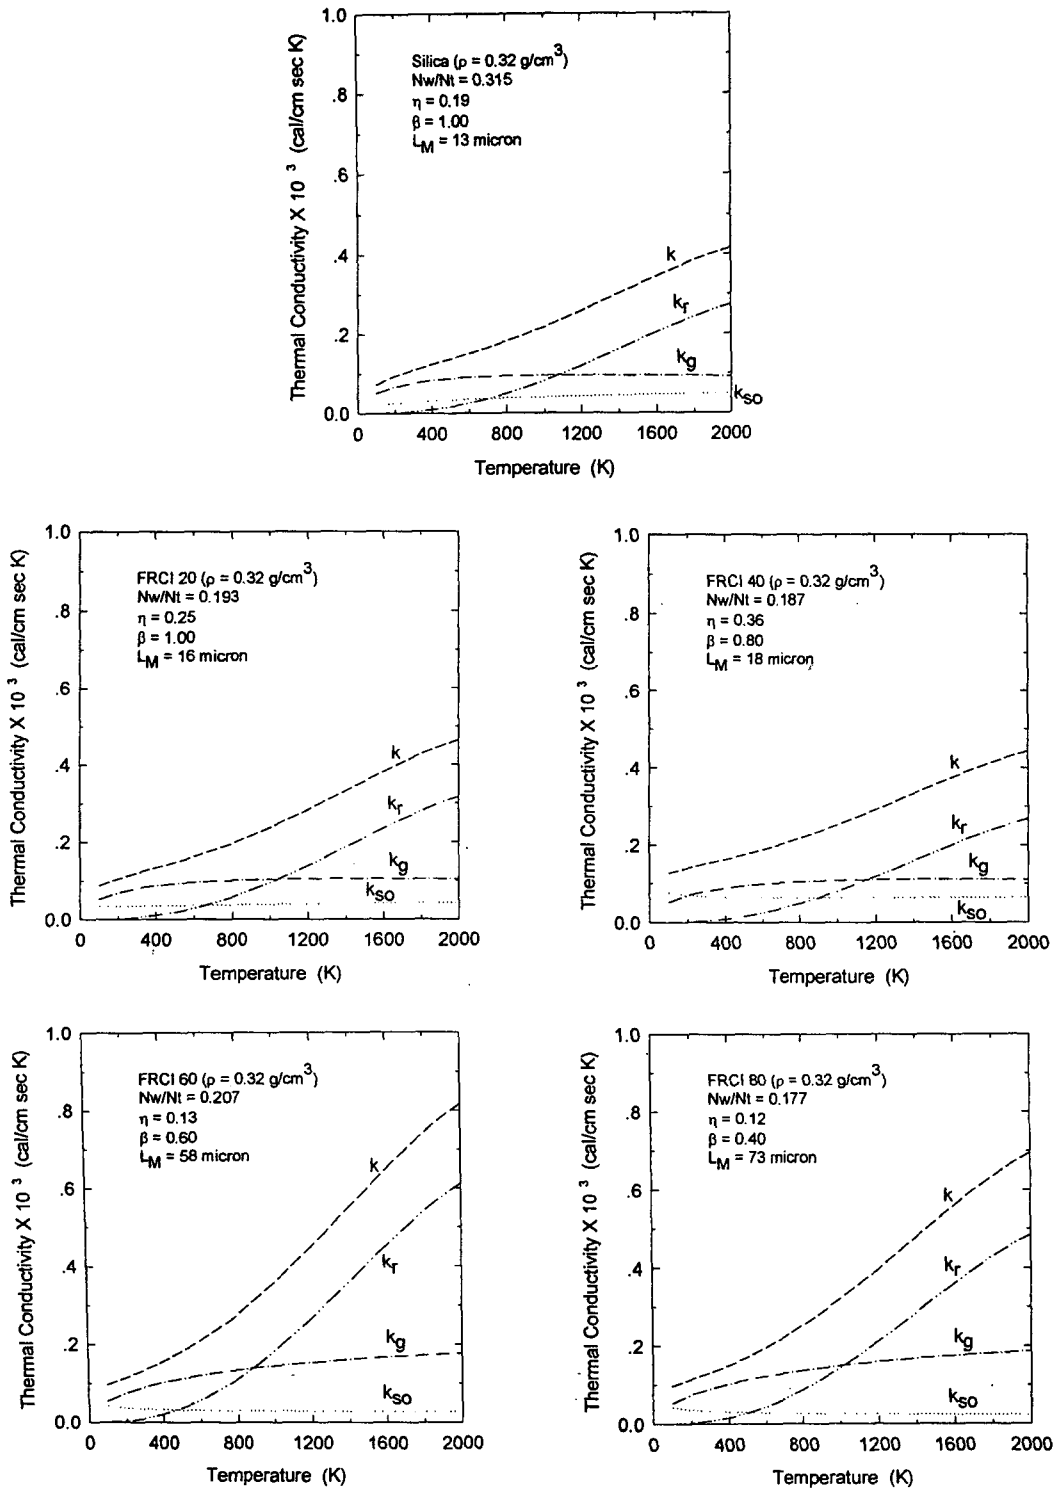 1.0
.8
.6
.4
.2
0.0
Thermal Conductivity X 10 3 (cal/cm sec K)
Silica (ρ = 0.32 g/cm3)
Nw/Nt = 0.315
η = 0.19
β = 1.00
LM = 13 micron
k
kr
kg
kso
0 400 800 1200 1600 2000
Temperature (K)
1.0
.8
.6
.4
.2
0.0
Thermal Conductivity X 10 3 (cal/cm sec K)
FRCI 20 (ρ = 0.32 g/cm3)
Nw/Nt = 0.193
η = 0.25
β = 1.00
LM = 16 micron
k
kr
kg
kso
0 400 800 1200 1600 2000
Temperature (K)
1.0
.8
.6
.4
.2
0.0
Thermal Conductivity X 10 3 (cal/cm sec K)
FRCI 40 (ρ = 0.32 g/cm3)
Nw/Nt = 0.187
η = 0.36
β = 0.80
LM = 18 micron
k
kr
kg
kso
0 400 800 1200 1600 2000
Temperature (K)
1.0
.8
.6
.4
.2
0.0
Thermal Conductivity X 10 3 (cal/cm sec K)
FRCI 60 (ρ = 0.32 g/cm3)
Nw/Nt = 0.207
η = 0.13
β = 0.60
LM = 58 micron
k
kr
kg
kso
0 400 800 1200 1600 2000
Temperature (K)
1.0
.8
.6
.4
.2
0.0
Thermal Conductivity X 10 3 (cal/cm sec K)
FRCI 80 (ρ = 0.32 g/cm3)
Nw/Nt = 0.177
η = 0.12
β = 0.40
LM = 73 micron
k
kr
kg
kso
0 400 800 1200 1600 2000
Temperature (K)